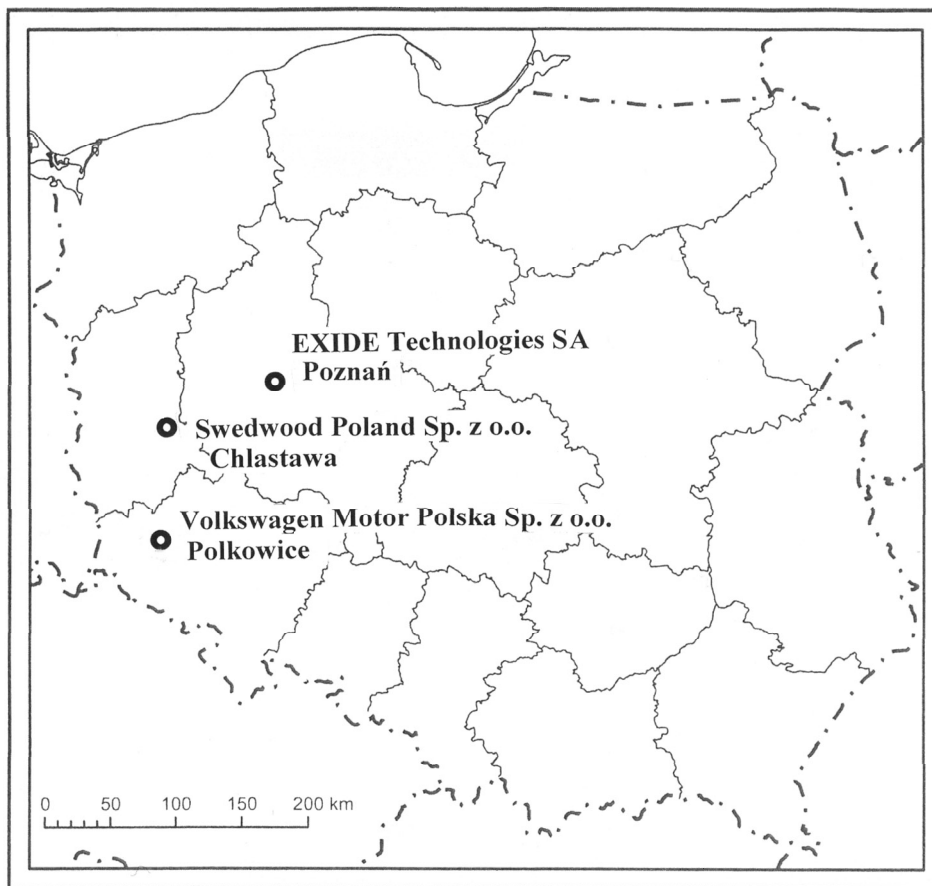 EXIDE Technologies SA
Poznań
Swedwood Poland Sp. z o.o.
Chlastawa
Volkswagen Motor Polska Sp. z o.o.
Polkowice
0 50 100 150 200 km